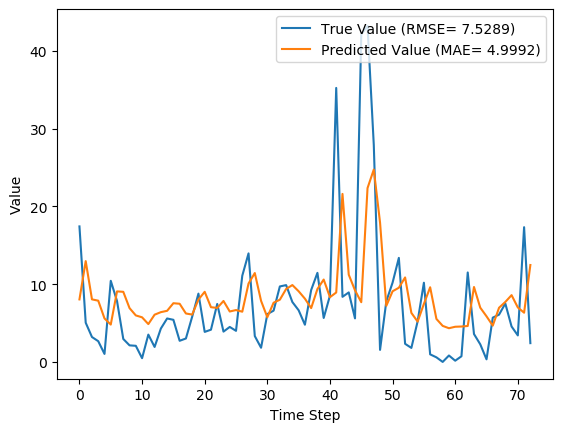 True Value (RMSE= 7.5289)
Predicted Value (MAE= 4.9992)
40
30
20
10
0
Value
0 10 20 30 40 50 60 70
Time Step